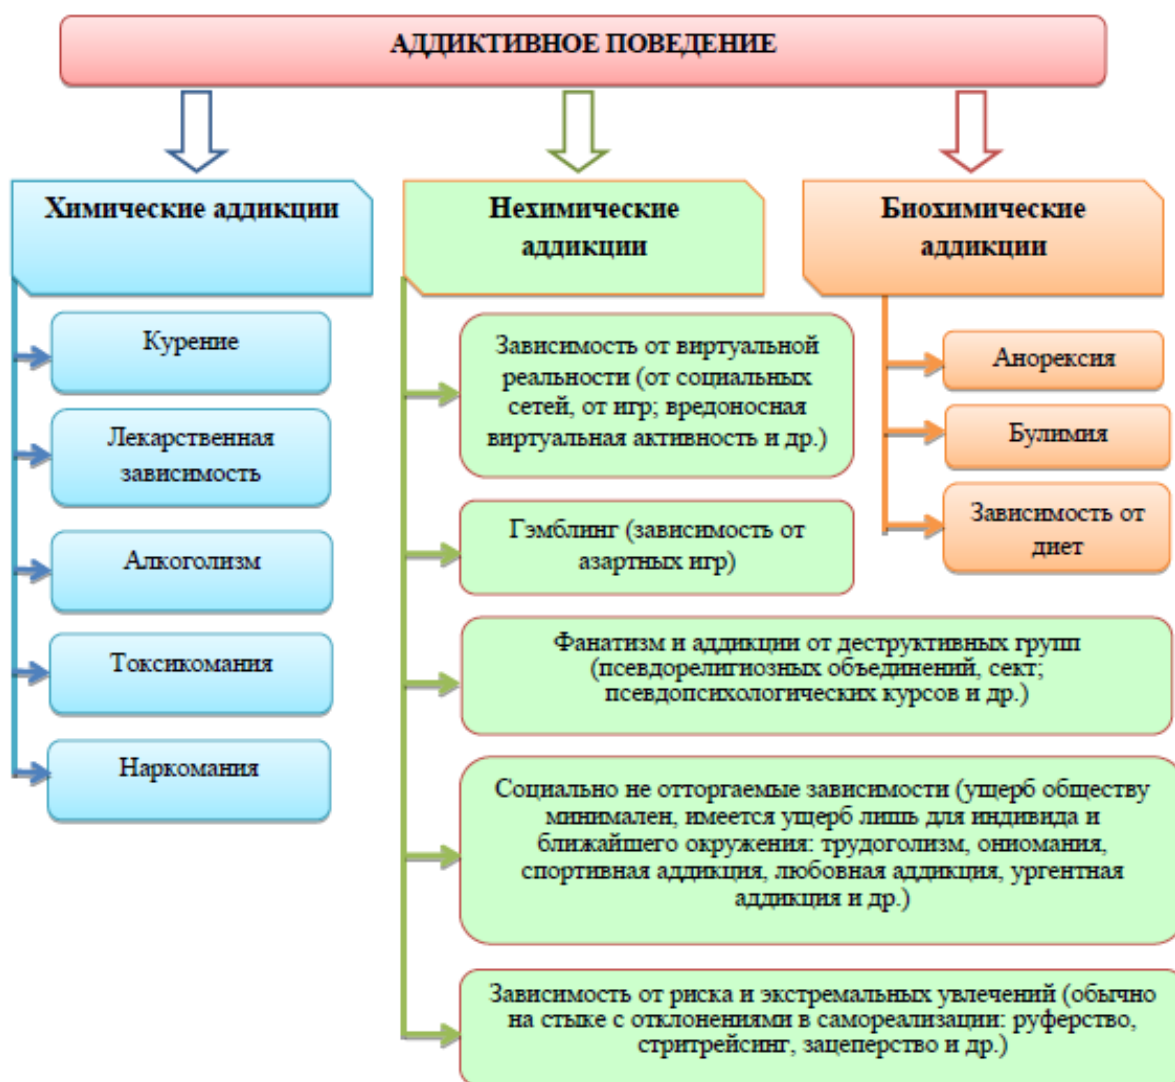 АДДИКТИВНОЕ ПОВЕДЕНИЕ
Химические аддикции
Курение
Лекарственная
зависимость
Алкоголизм
Токсикомания
Наркомания
Нехимические
аддикции
Зависимость от виртуальной
реальности (от социальных
сетей, от игр; вредоносная
виртуальная активность и др.)
Гэмблинг (зависимость от
азартных игр)
Фанатизм и аддикции от деструктивных групп
(псевдорелигиозных объединений, сект;
псевдопсихологических курсов и др.)
Социально не отторгаемые зависимости (ущерб обществу
минимален, имеется ущерб лишь для индивида и
ближайшего окружения: трудоголизм, ониомания,
спортивная аддикция, любовная аддикция, ургентная
аддикция и др.)
Зависимость от риска и экстремальных увлечений (обычно
на стыке с отклонениями в самореализации: руферство,
стритрейсинг, зацеперство и др.)
Биохимические
аддикции
Анорексия
Булимия
Зависимость от
диет